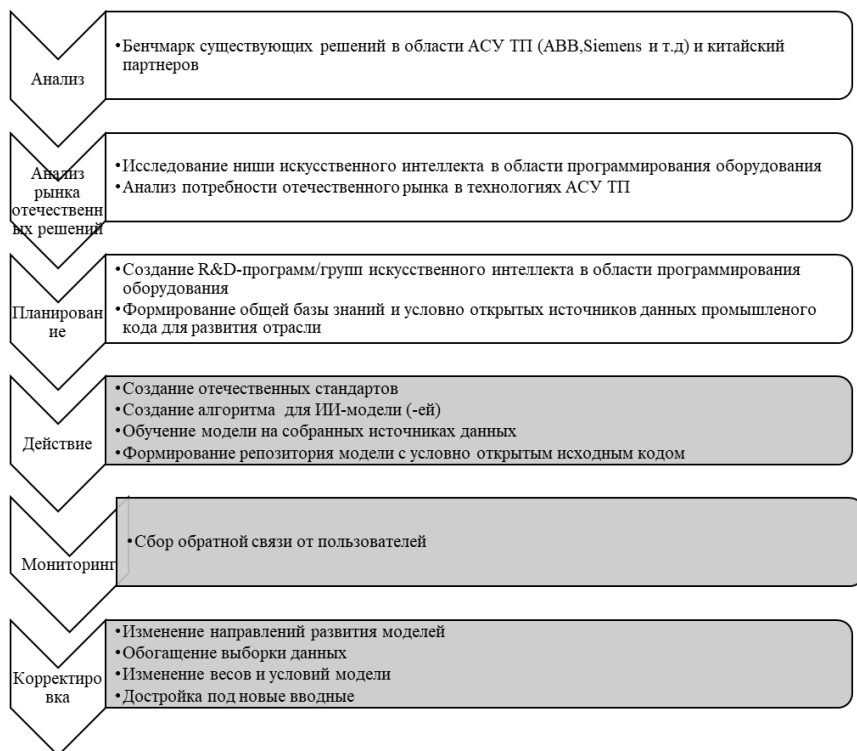 Анализ
•Бенчмарк существующих решений в области АСУ ТП (ABB,Siemens и т.д) и китайский
партнеров
Анализ
рынка
отечественн
ых решений
•Исследование ниши искусственного интеллекта в области программирования оборудования
•Анализ потребности отечественного рынка в технологиях АСУ ТП
Планирован
ие
•Создание R&D-программ/групп искусственного интеллекта в области программирования
оборудования
•Формирование общей базы знаний и условно открытых источников данных промышленого
кода для развития отрасли
Действие
•Создание отечественных стандартов
•Создание алгоритма для ИИ-модели (-ей)
•Обучение модели на собранных источниках данных
•Формирование репозитория модели с условно открытым исходным кодом
Мониторинг
•Сбор обратной связи от пользователей
Корректиро
вка
•Изменение направлений развития моделей
•Обогащение выборки данных
•Изменение весов и условий модели
•Достройка под новые вводные